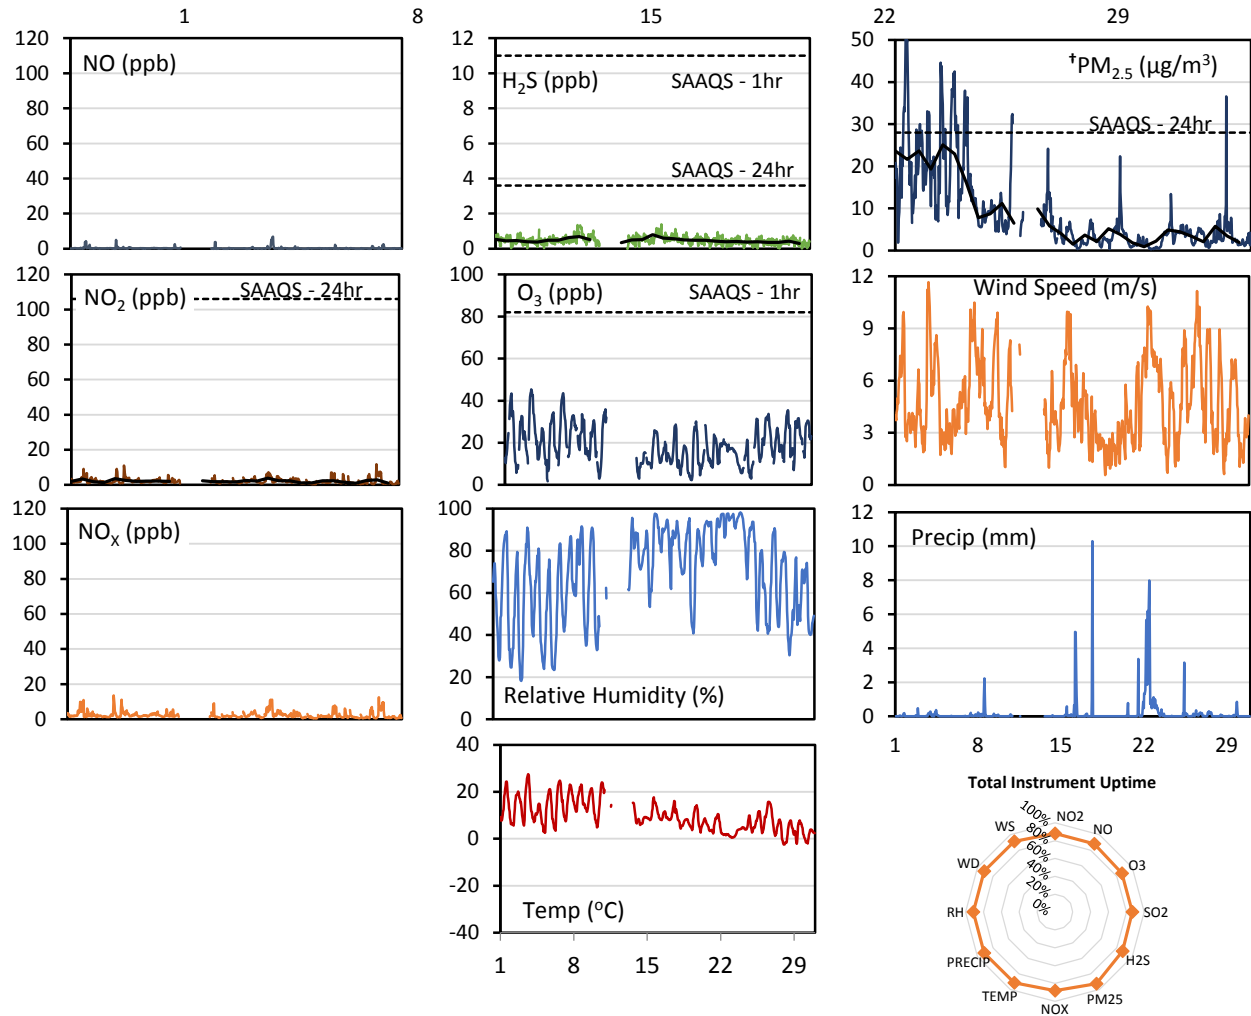 1 8 15 22 29
120
100
80
60
40
20
0
NO (ppb)
12
10
8
6
4
2
0
H2S (ppb)
SAAQS - 1hr
SAAQS - 24hr
50
40
30
20
10
0
†PM2.5 (µg/m³)
SAAQS - 24hr
120
100
80
60
40
20
0
NO2 (ppb)
SAAQS - 24hr
100
80
60
40
20
0
O3 (ppb)
SAAQS - 1hr
12
9
6
3
0
Wind Speed (m/s)
120
100
80
60
40
20
0
NOX (ppb)
100
80
60
40
20
0
Relative Humidity (%)
12
10
8
6
4
2
0
Precip (mm)
1 8 15 22 29
40
20
0
-20
-40
Temp (oC)
1 8 15 22 29
Total Instrument Uptime
100%
80%
60%
40%
20%
0%
NO2
NO
O3
SO2
H2S
PM25
NOX
TEMP
PRECIP
RH
WD
WS